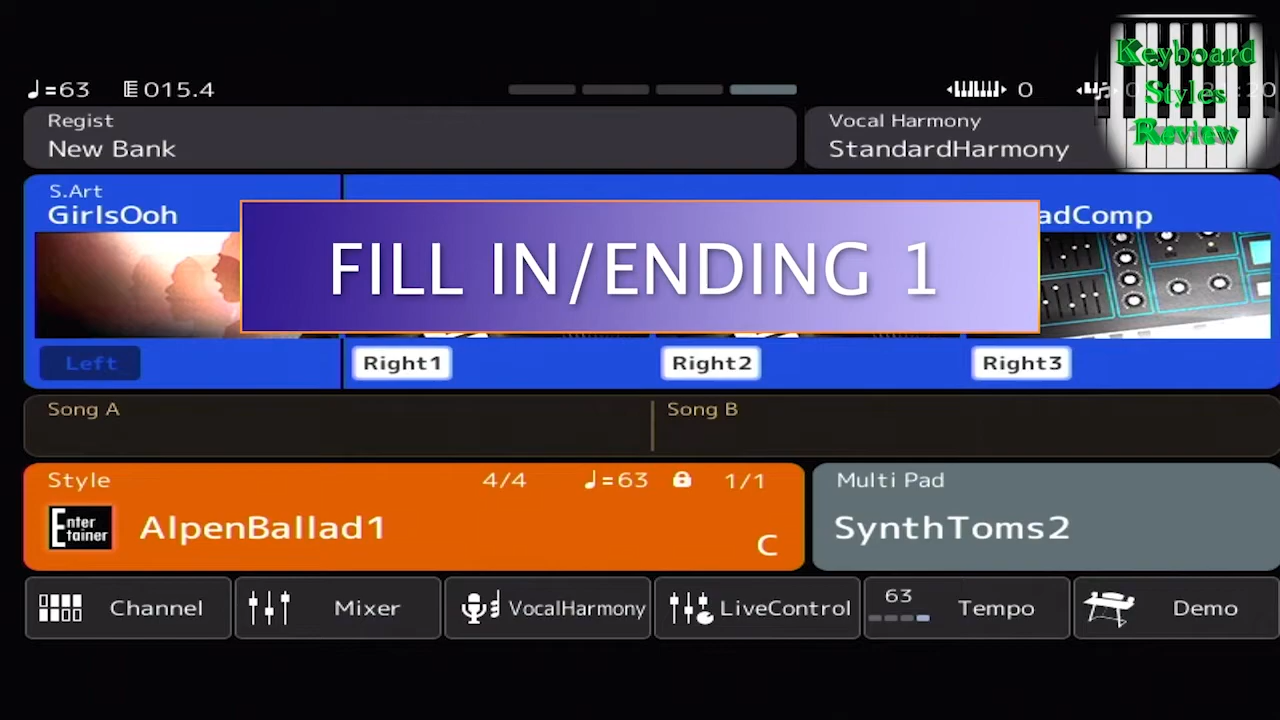 =63 015.4
0
20
Keyboard
Styles
Review
Regist
New Bank
Vocal Harmony
StandardHarmony
S.Art
GirlsOoh
adComp
FILL IN/ENDING 1
Left
Right1
Right2
Right3
Song A
Song B
Style 4/4 =63 1/1
Enter
tainer
AlpenBallad1
C
Multi Pad
SynthToms2
Channel
Mixer
VocalHarmony
LiveControl
63
Tempo
Demo